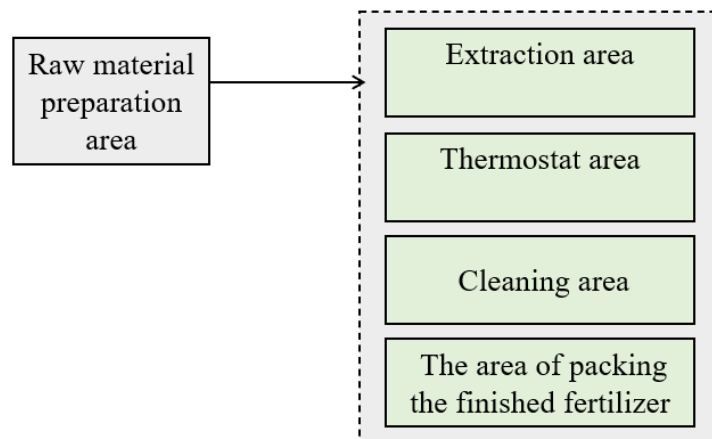 Raw material
preparation
area
Extraction area
Thermostat area
Cleaning area
The area of packing
the finished fertilizer